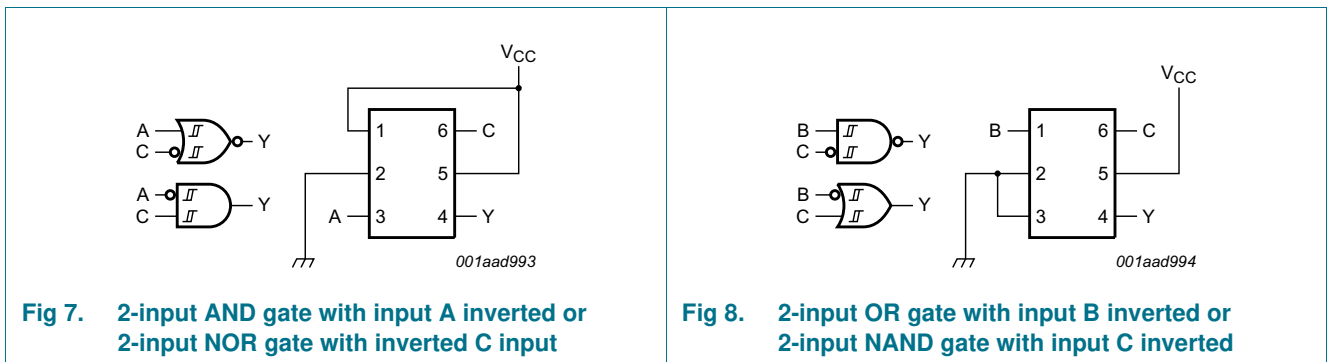 VCC
A
C
Y
A
C
Y
1
6
C
2
5
A
3
4
Y
001aad993
Fig 7. 2-input AND gate with input A inverted or
2-input NOR gate with inverted C input
VCC
B
C
Y
B
C
Y
B
1
6
C
2
5
3
4
Y
001aad994
Fig 8. 2-input OR gate with input B inverted or
2-input NAND gate with input C inverted